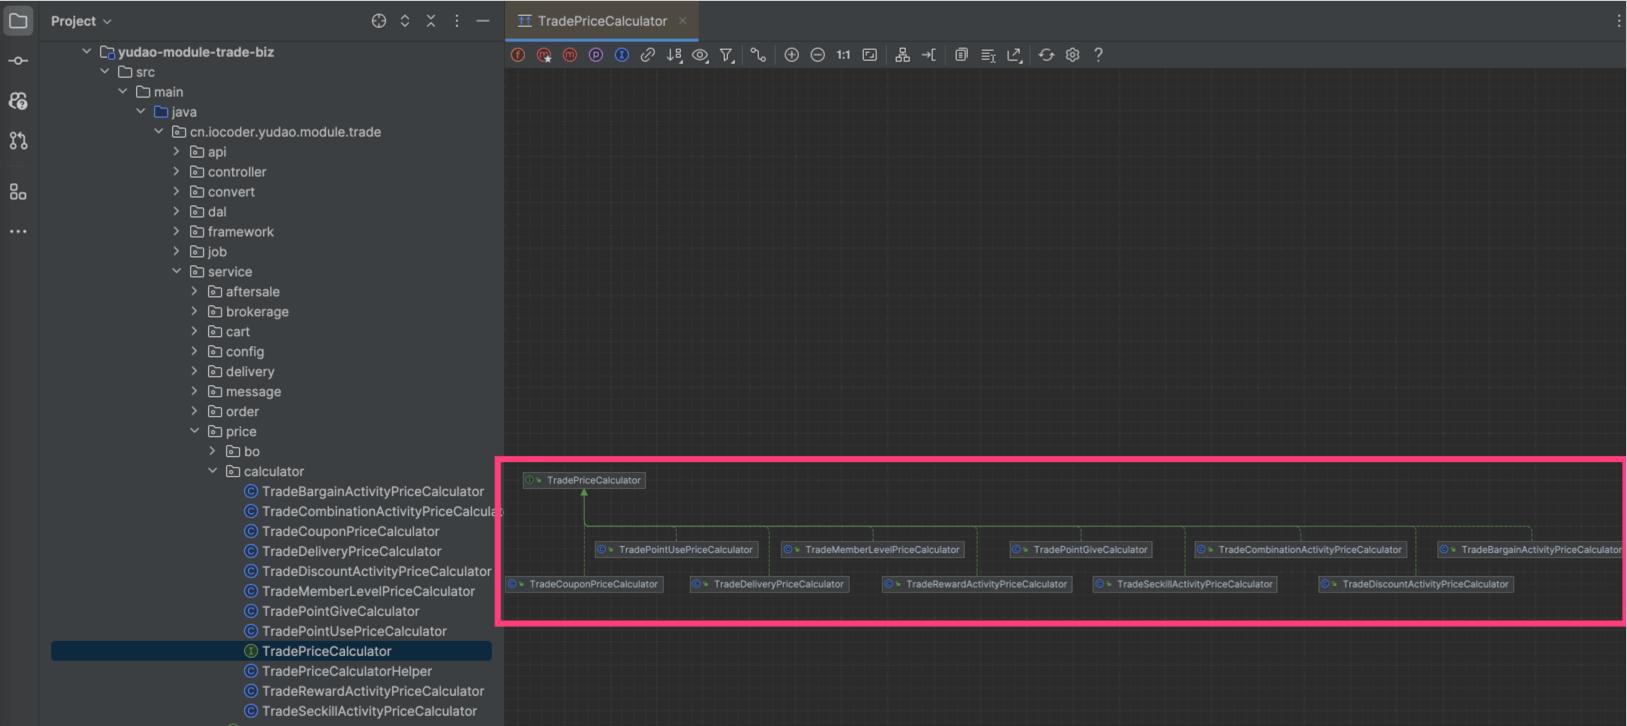 Project
TradePriceCalculator
1:1
yudao-module-trade-biz
src
main
java
cn.iocoder.yudao.module.trade
api
controller
convert
dal
framework
job
service
aftersale
brokerage
cart
config
delivery
message
order
price
bo
calculator
TradeBargainActivityPriceCalculator
TradeCombinationActivityPriceCalcula
TradeCouponPriceCalculator
TradeDeliveryPriceCalculator
TradeDiscountActivityPriceCalculator
TradeMemberLevelPriceCalculator
TradePointGiveCalculator
TradePointUsePriceCalculator
TradePriceCalculator
TradePriceCalculatorHelper
TradeRewardActivityPriceCalculator
TradeSeckillActivityPriceCalculator
TradePriceCalculator
TradePointUsePriceCalculator
TradeMemberLevelPriceCalculator
TradePointGiveCalculator
TradeCombinationActivityPriceCalculator
TradeBargainActivityPriceCalculator
TradeCouponPriceCalculator
TradeDeliveryPriceCalculator
TradeRewardActivityPriceCalculator
TradeSeckillActivityPriceCalculator
TradeDiscountActivityPriceCalculator